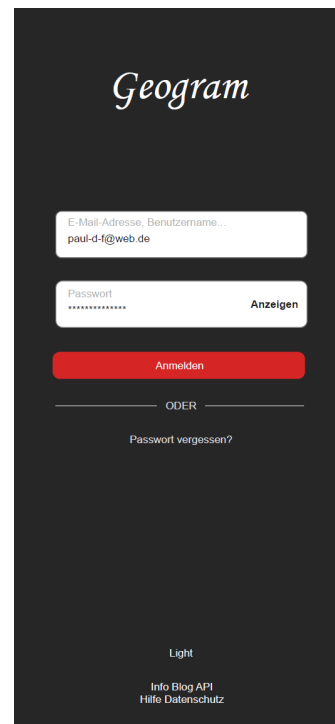 Geogram
E-Mail-Adresse, Benutzername...
paul-d-f@web.de
Passwort
**************
Anzeigen
Anmelden
ODER
Passwort vergessen?
Light
Info Blog API
Hilfe Datenschutz